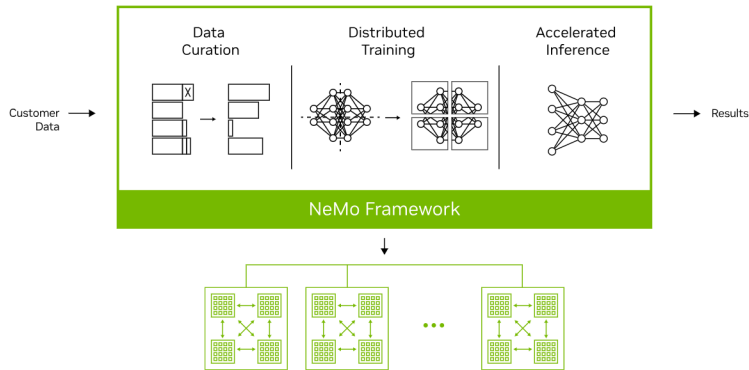 Data
Curation
Distributed
Training
Accelerated
Inference
X
Customer
Data
Results
NeMo Framework